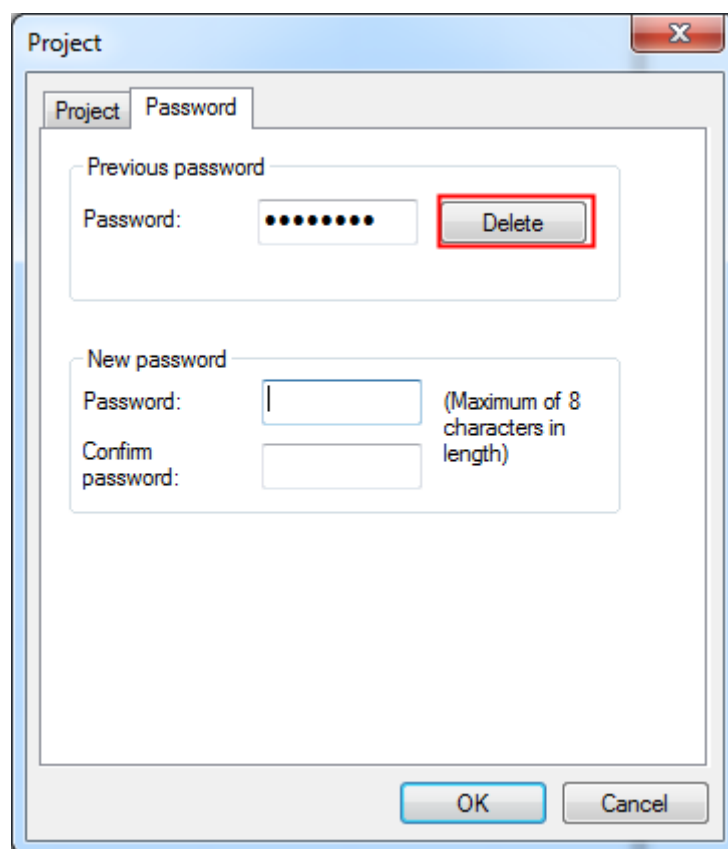 Project
Project Password
Previous password
Password: •••••••• Delete
New password
Password: (Maximum of 8
characters in
length)
Confirm
password:
OK Cancel